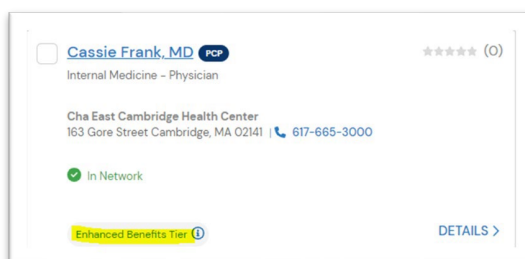 Cassie Frank, MD PCP
(0)
Internal Medicine - Physician
Cha East Cambridge Health Center
163 Gore Street Cambridge, MA 02141 | 617-665-3000
In Network
Enhanced Benefits Tier
DETAILS >